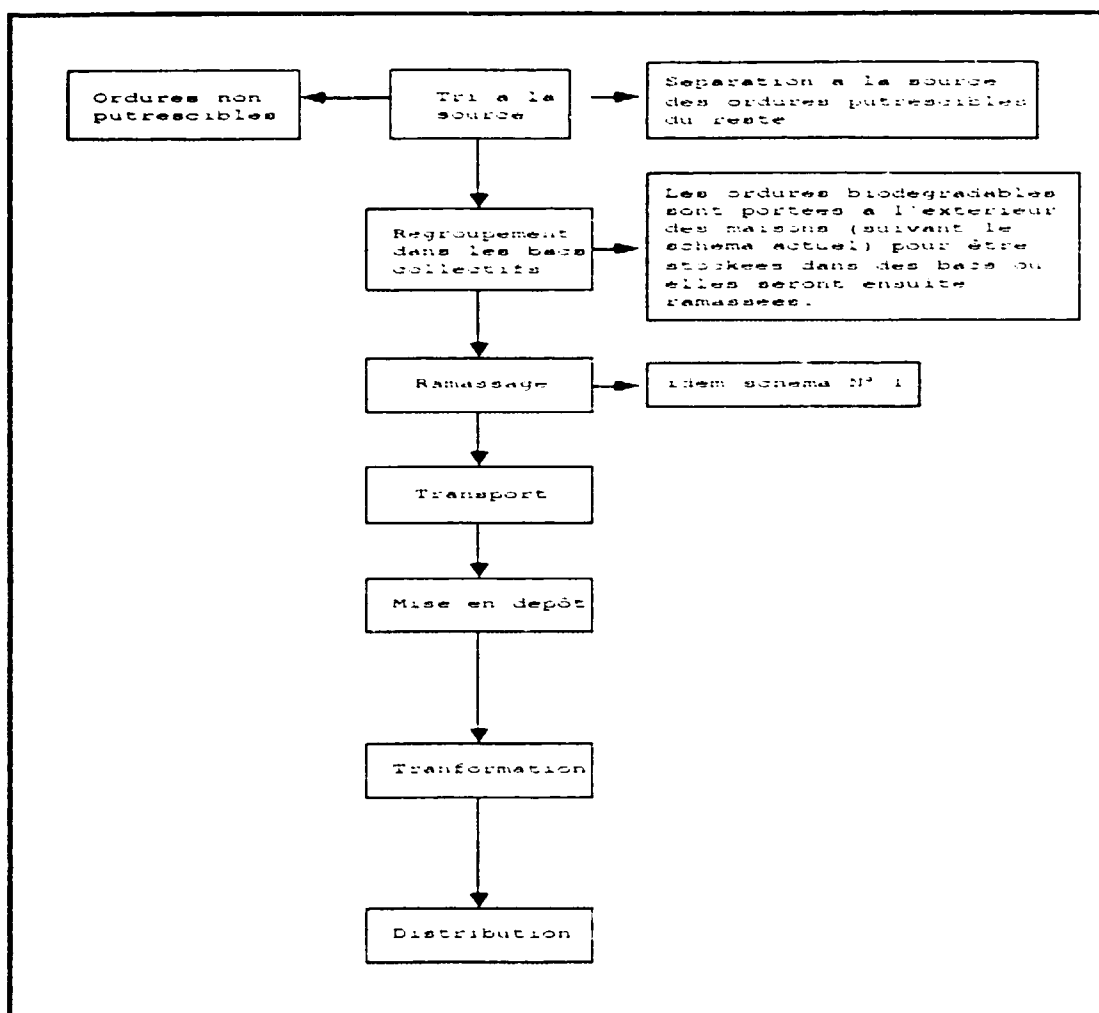 Ordures non
putrescibles
Tri a la
source
Separation a la source
des ordures putrescibles
du reste
Regroupement
dans les bacs
collectifs
Les ordures biodegradables
sont portees a l'exterieur
des maisons (suivant le
schema actuel) pour être
stockees dans des bacs ou
elles seront ensuite
ramassees.
Ramassage
idem schema N° 1
Transport
Mise en depôt
Tranformation
Distribution